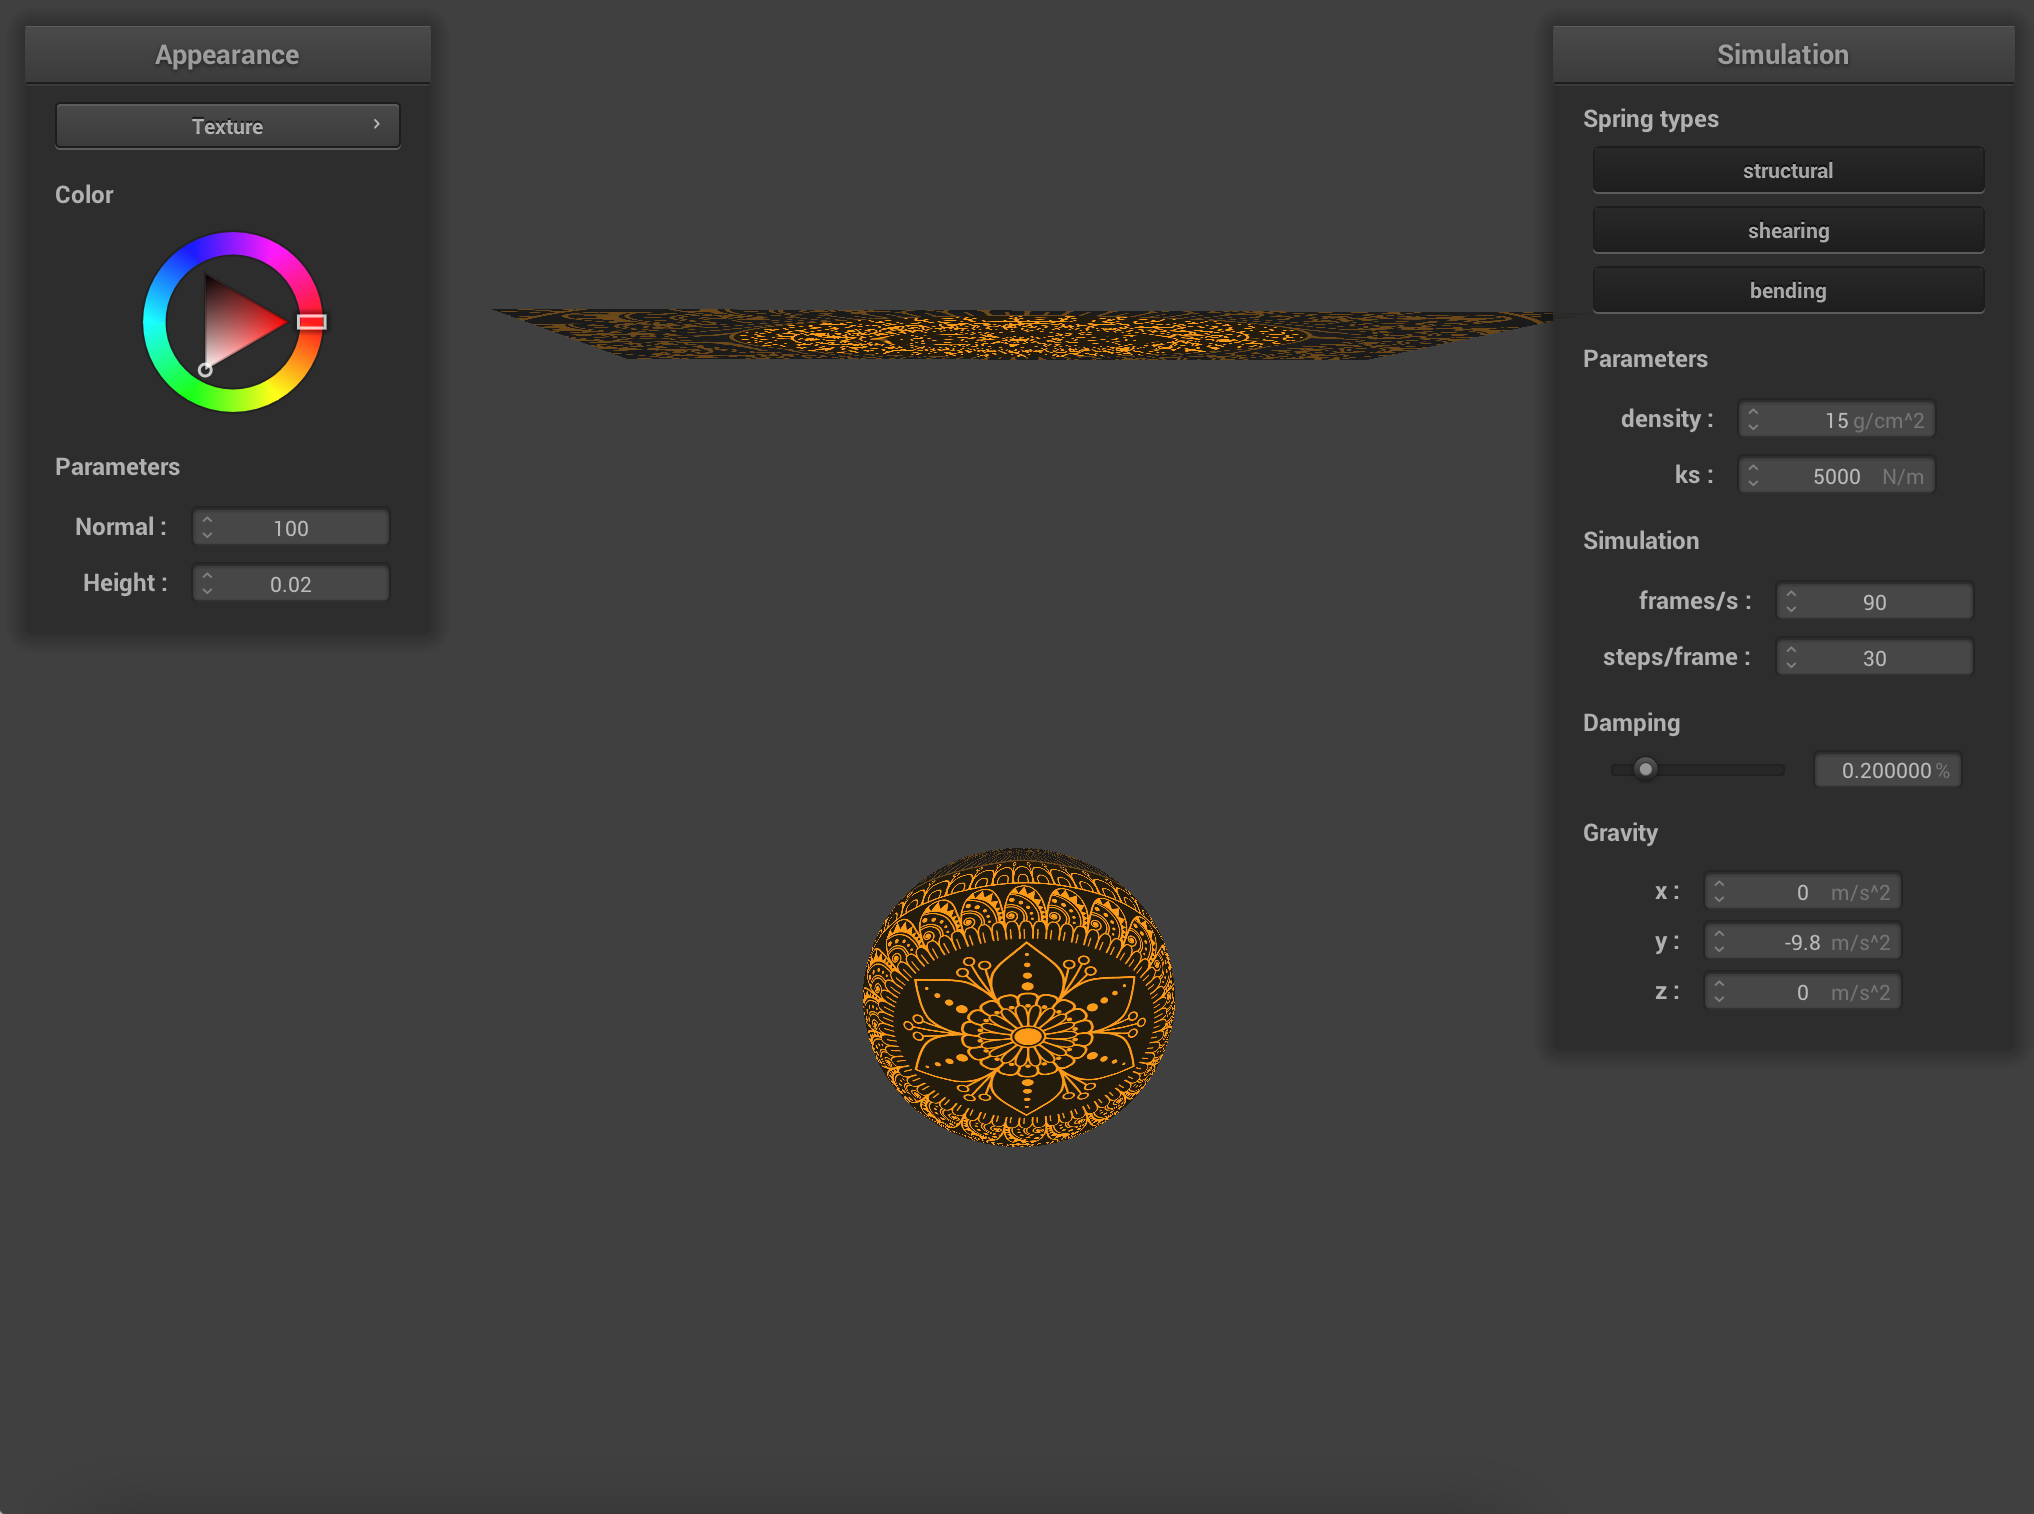 Appearance
Texture
Color
Parameters
Normal : 100
Height : 0.02
Simulation
Spring types
structural
shearing
bending
Parameters
density : 15 g/cm^2
ks : 5000 N/m
Simulation
frames/s : 90
steps/frame : 30
Damping
0.200000 %
Gravity
x : 0 m/s^2
y : -9.8 m/s^2
z : 0 m/s^2